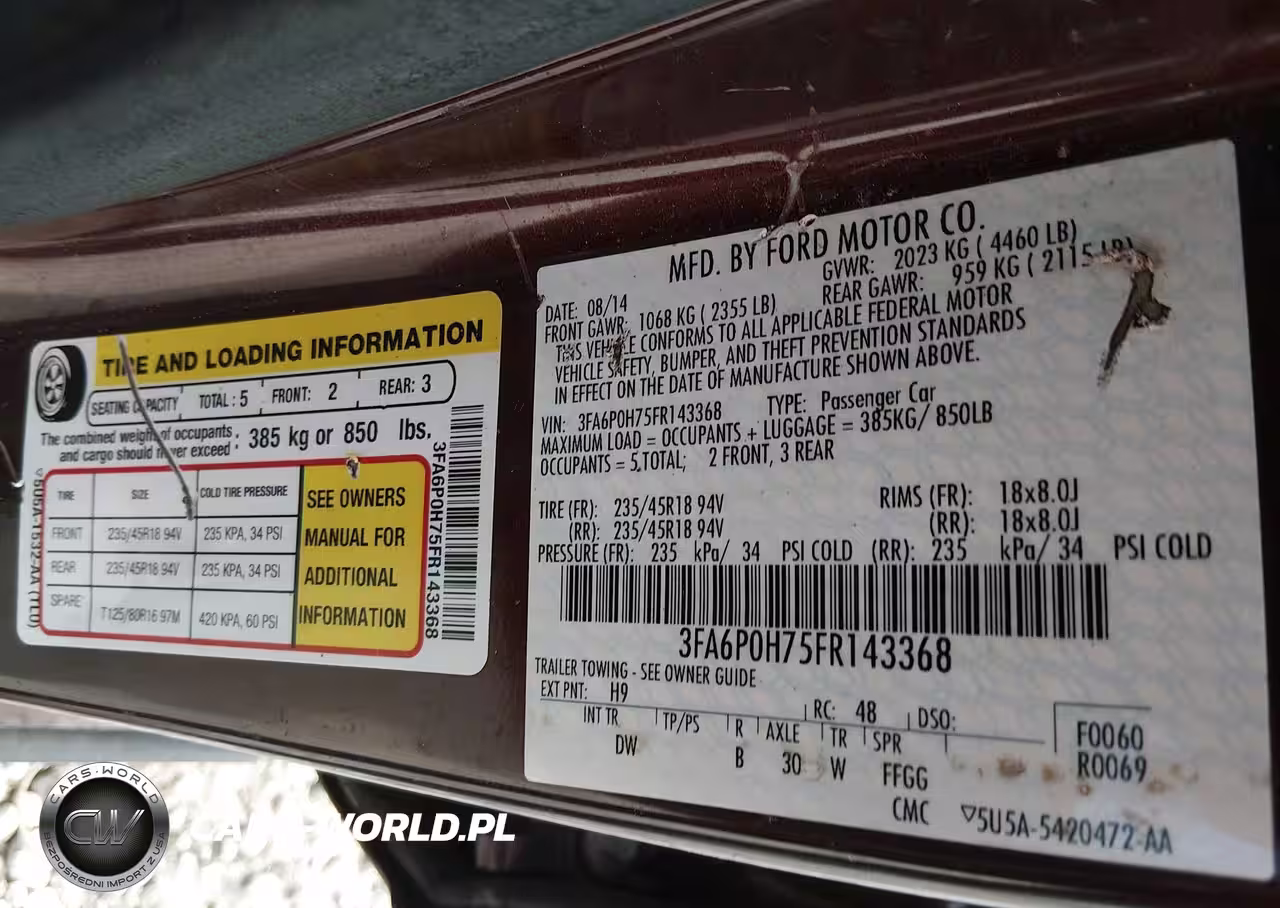 TIRE AND LOADING INFORMATION
SEATING CAPACITY TOTAL : 5 FRONT: 2 REAR: 3
The combined weight of occupants : 385 kg or 850 lbs.
and cargo should never exceed
TIRE SIZE COLD TIRE PRESSURE
FRONT 235/45R18 94V 235 KPA, 34 PSI
REAR 235/45R18 94V 235 KPA, 34 PSI
SPARE T125/80R16 97M 420 KPA, 60 PSI
SEE OWNERS
MANUAL FOR
ADDITIONAL
INFORMATION
3FA6P0H75FR143368
MFD. BY FORD MOTOR CO.
DATE: 08/14 GVWR: 2023 KG ( 4460 LB)
FRONT GAWR: 1068 KG ( 2355 LB) REAR GAWR: 959 KG ( 2115 LB)
THIS VEHICLE CONFORMS TO ALL APPLICABLE FEDERAL MOTOR
VEHICLE SAFETY, BUMPER, AND THEFT PREVENTION STANDARDS
IN EFFECT ON THE DATE OF MANUFACTURE SHOWN ABOVE.
VIN: 3FA6P0H75FR143368 TYPE: Passenger Car
MAXIMUM LOAD = OCCUPANTS + LUGGAGE = 385KG/ 850LB
OCCUPANTS = 5 TOTAL; 2 FRONT, 3 REAR
TIRE (FR): 235/45R18 94V RIMS (FR): 18x8.0J
(RR): 235/45R18 94V (RR): 18x8.0J
PRESSURE (FR): 235 kPa/ 34 PSI COLD (RR): 235 kPa/ 34 PSI COLD
3FA6P0H75FR143368
TRAILER TOWING - SEE OWNER GUIDE
EXT PNT: H9 RC: 48 DSO:
INT TR TP/PS R AXLE TR SPR
DW B 30 W FFGG
F0060
R0069
CMC ▽5U5A-5420472-AA
CARS-WORLD
CW
BEZPOŚREDNI IMPORT Z USA
CARS-WORLD.PL